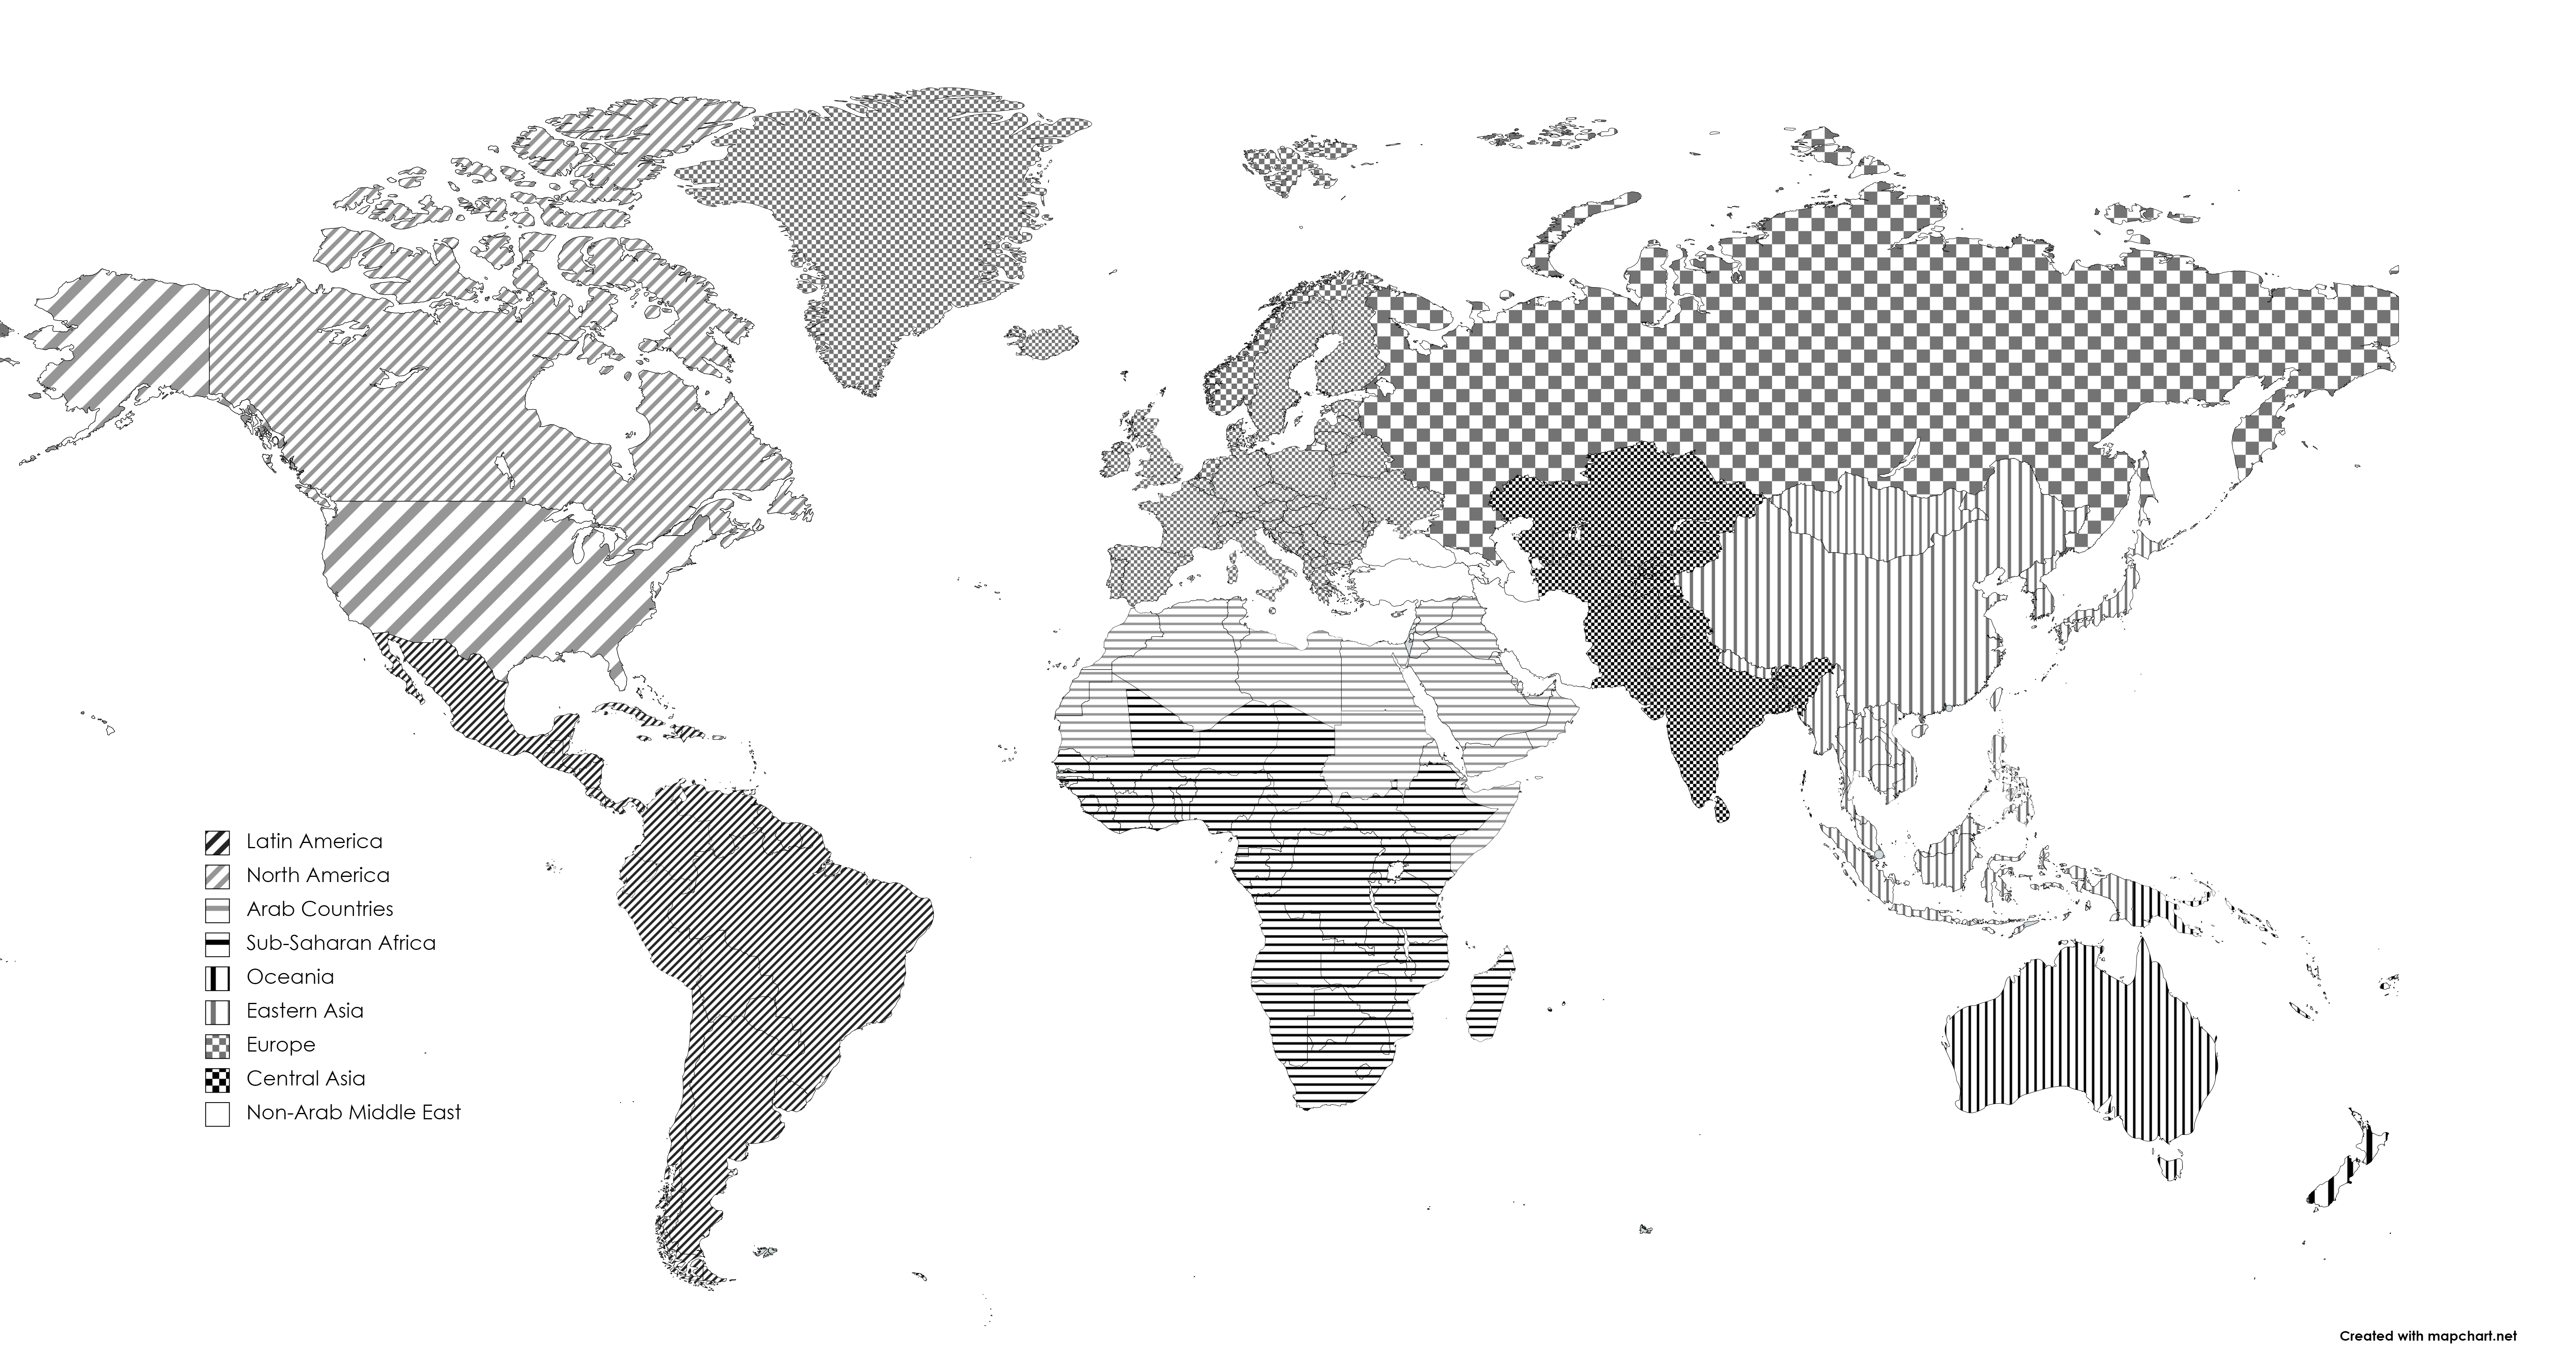 Latin America
North America
Arab Countries
Sub-Saharan Africa
Oceania
Eastern Asia
Europe
Central Asia
Non-Arab Middle East
Created with mapchart.net